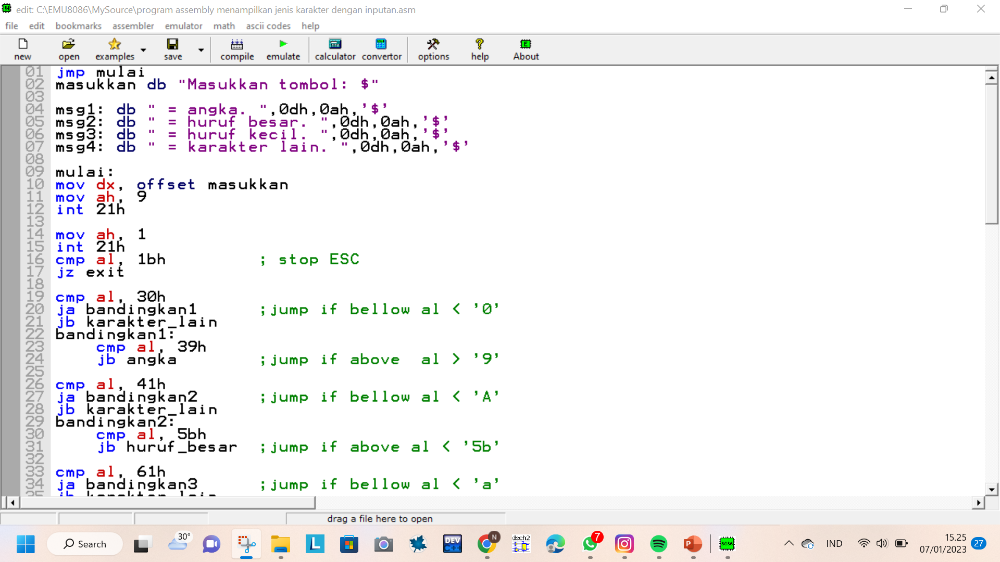 edit: C:\EMU8086\MySource\program assembly menampilkan jenis karakter dengan inputan.asm
file edit bookmarks assembler emulator math ascii codes help
new open examples save compile emulate calculator convertor options help About
01 jmp mulai
02 masukkan db "Masukkan tombol: $"
03
04 msg1: db " = angka. ",0dh,0ah,'$'
05 msg2: db " = huruf besar. ",0dh,0ah,'$'
06 msg3: db " = huruf kecil. ",0dh,0ah,'$'
07 msg4: db " = karakter lain. ",0dh,0ah,'$'
08
09 mulai:
10 mov dx, offset masukkan
11 mov ah, 9
12 int 21h
13
14 mov ah, 1
15 int 21h
16 cmp al, 1bh ; stop ESC
17 jz exit
18
19 cmp al, 30h
20 ja bandingkan1 ;jump if bellow al < '0'
21 jb karakter_lain
22 bandingkan1:
23 cmp al, 39h
24 jb angka ;jump if above al > '9'
25
26 cmp al, 41h
27 ja bandingkan2 ;jump if bellow al < 'A'
28 jb karakter_lain
29 bandingkan2:
30 cmp al, 5bh
31 jb huruf_besar ;jump if above al < '5b'
32
33 cmp al, 61h
34 ja bandingkan3 ;jump if bellow al < 'a'
35 jb karakter_lain
drag a file here to open
Search 30° L DEV C++ N dsch2 7 P 8086 IND 15.25 27
07/01/2023